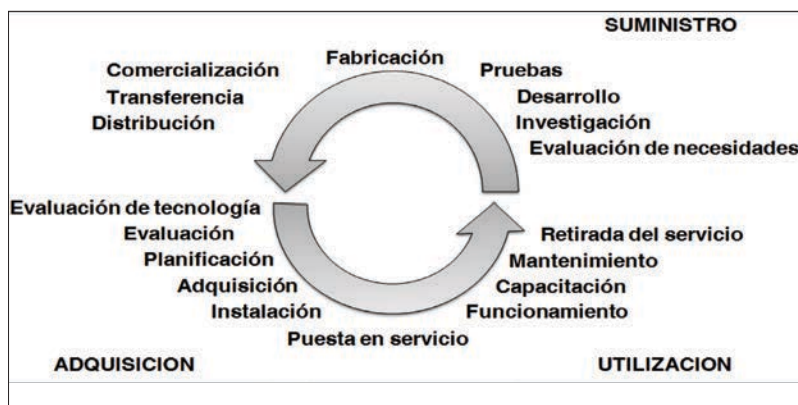 SUMINISTRO
Fabricación
Comercialización
Transferencia
Distribución
Pruebas
Desarrollo
Investigación
Evaluación de necesidades
Evaluación de tecnología
Evaluación
Planificación
Adquisición
Instalación
Puesta en servicio
Retirada del servicio
Mantenimiento
Capacitación
Funcionamiento
ADQUISICION
UTILIZACION